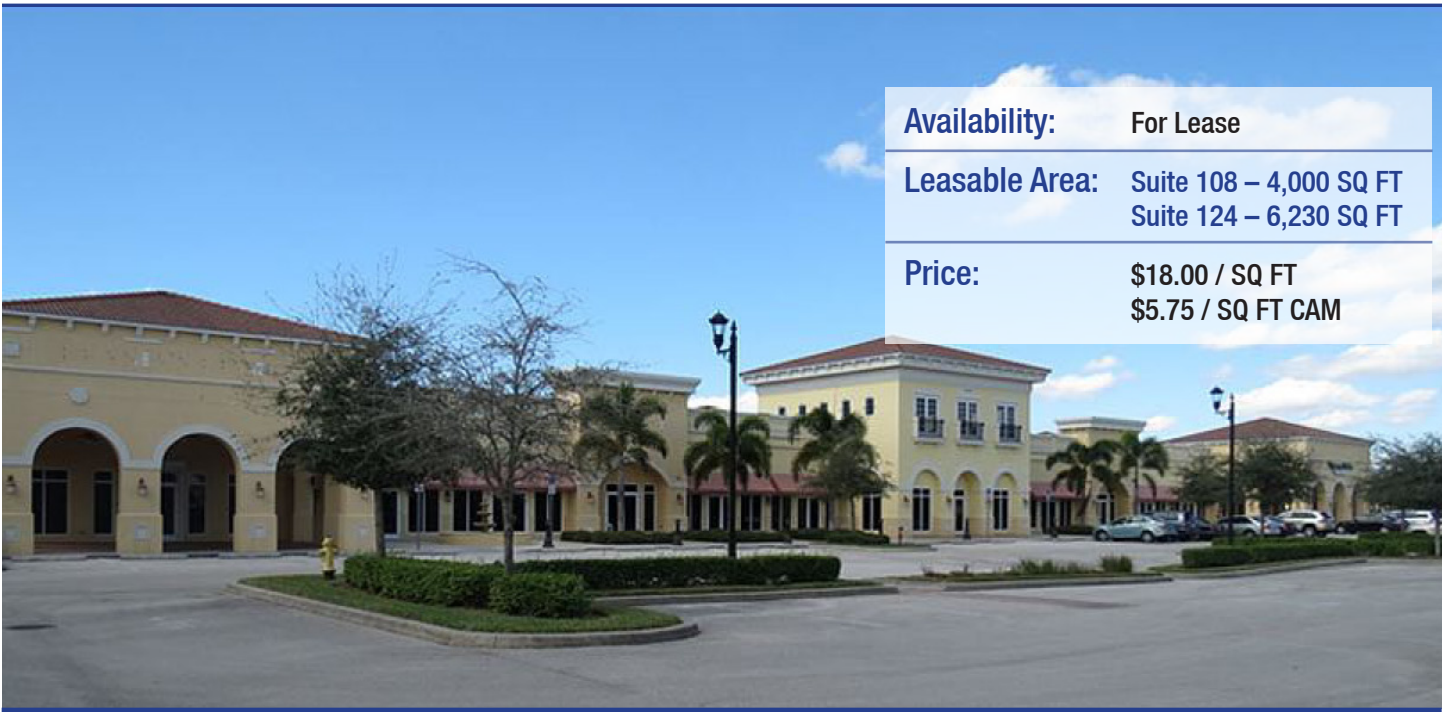 Availability: For Lease
Leasable Area: Suite 108 – 4,000 SQ FT
Suite 124 – 6,230 SQ FT
Price: $18.00 / SQ FT
$5.75 / SQ FT CAM